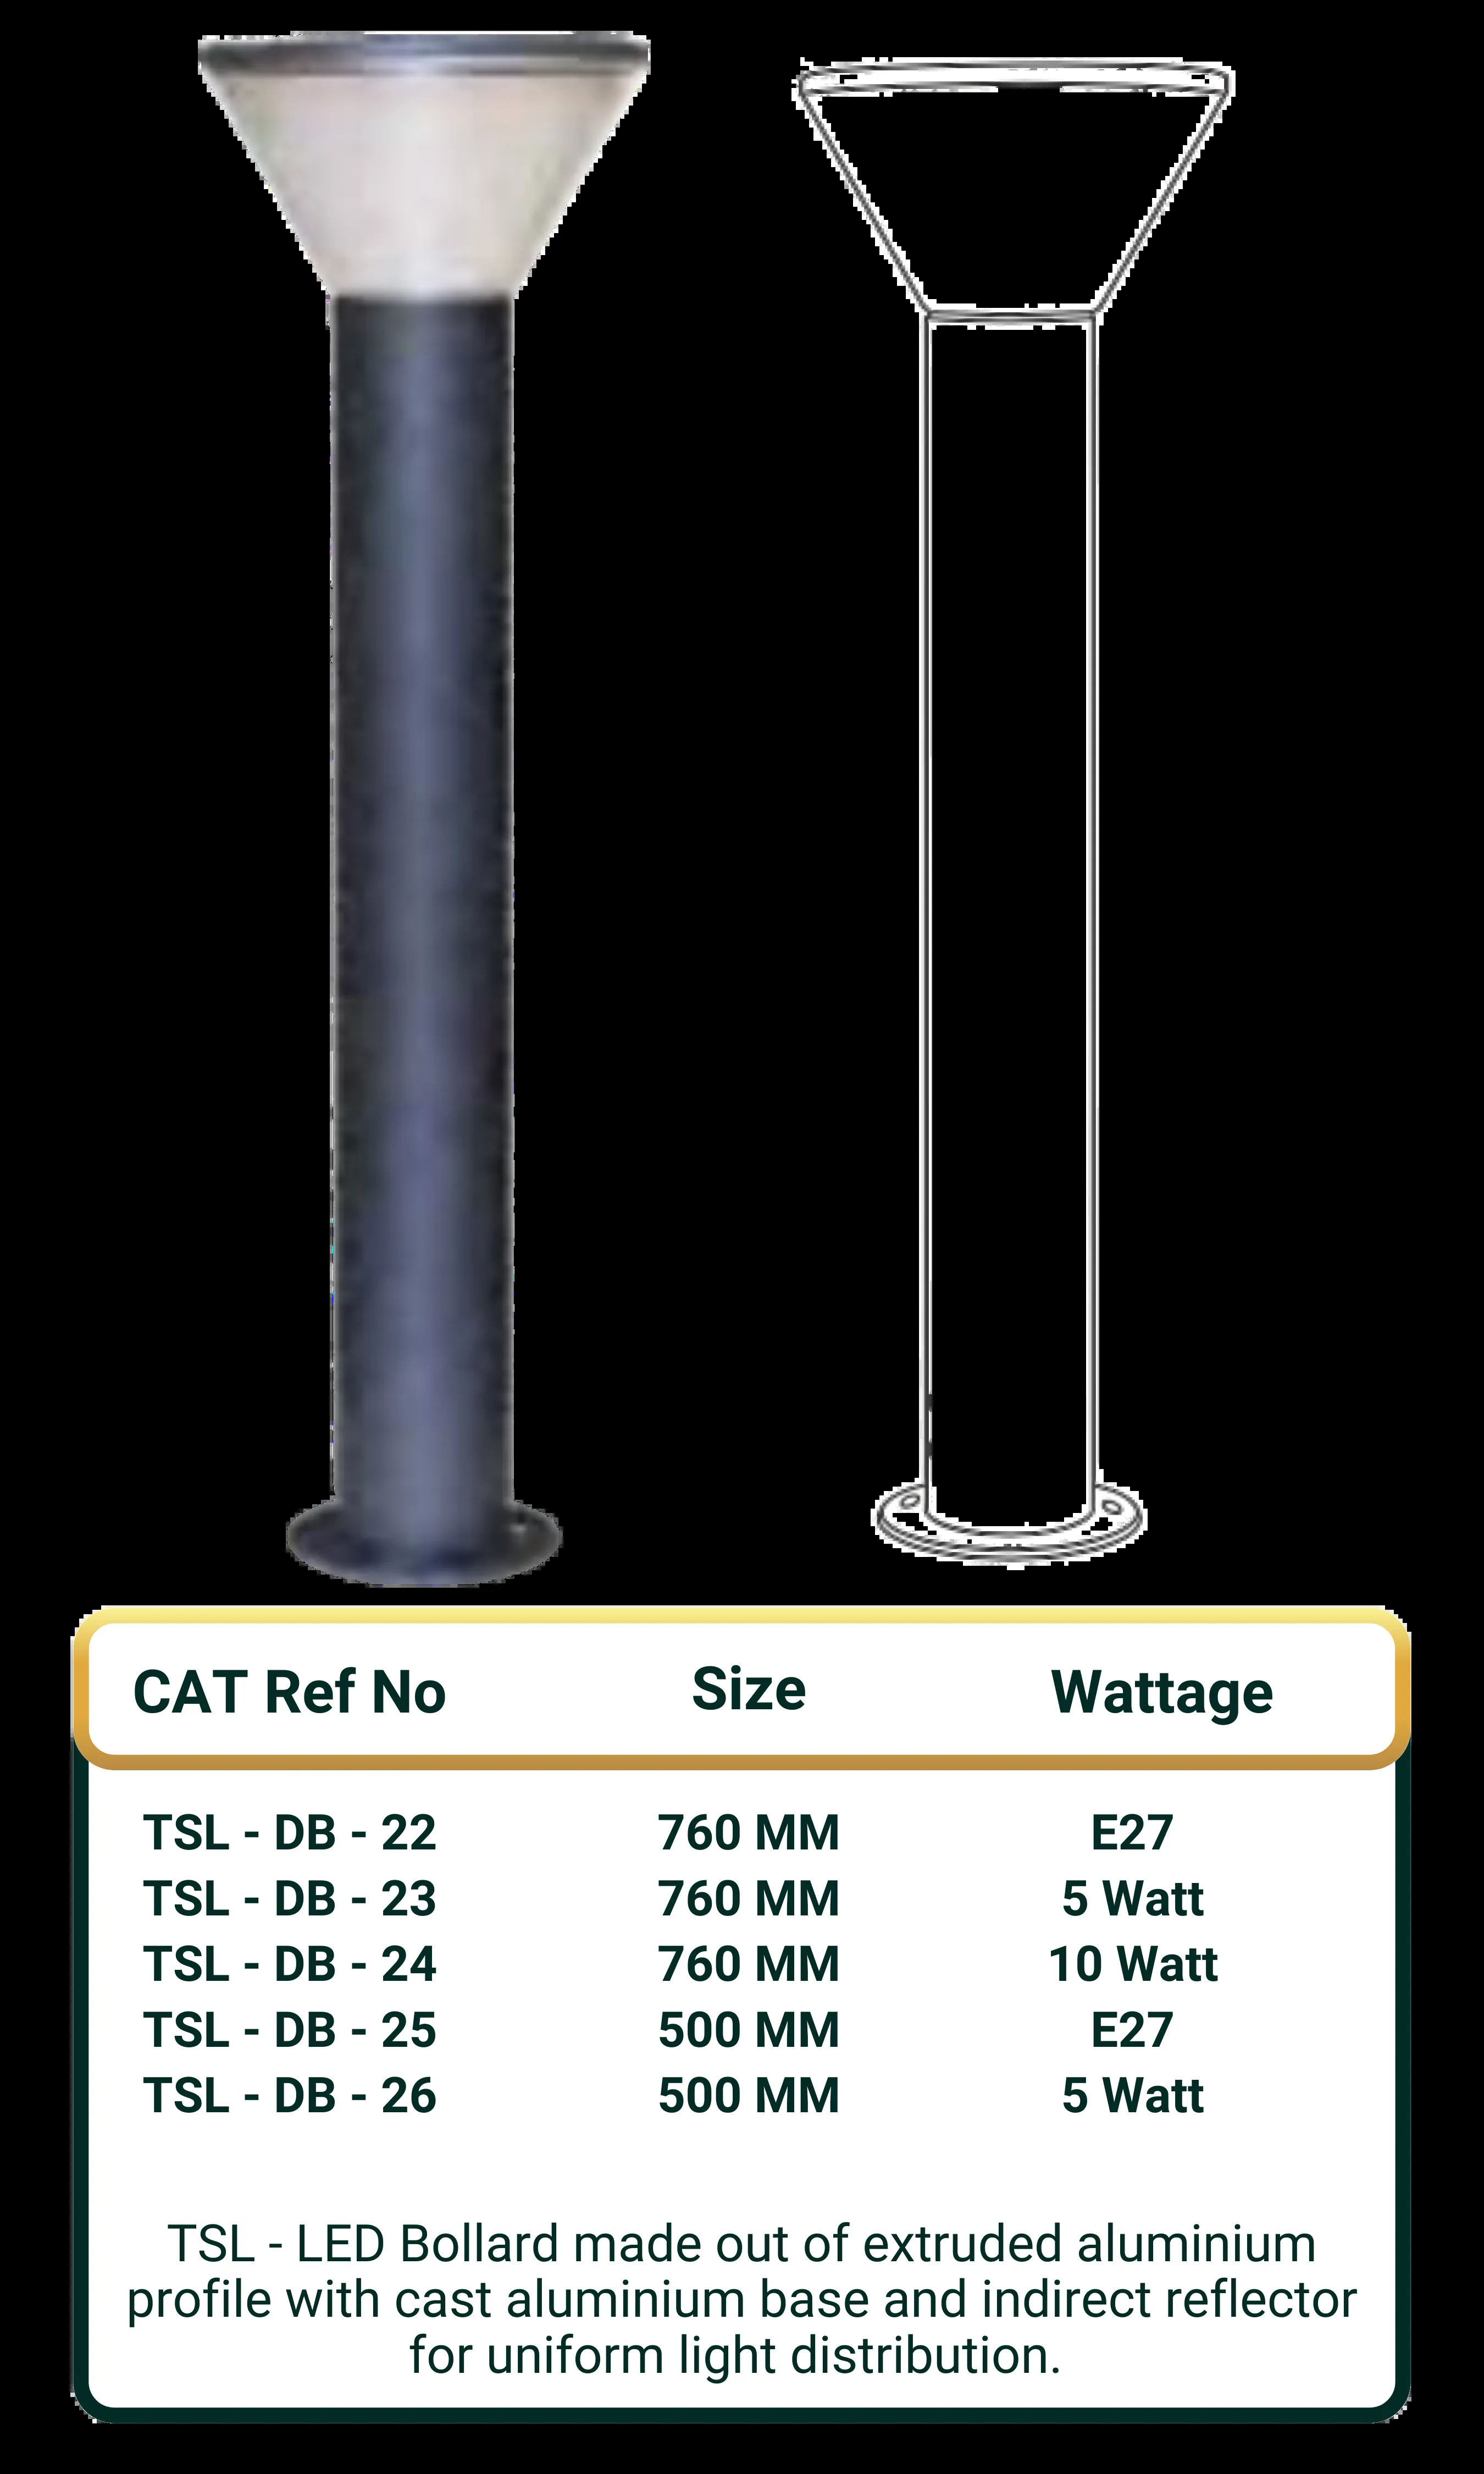 CAT Ref No Size Wattage
TSL - DB - 22 760 MM E27
TSL - DB - 23 760 MM 5 Watt
TSL - DB - 24 760 MM 10 Watt
TSL - DB - 25 500 MM E27
TSL - DB - 26 500 MM 5 Watt
TSL - LED Bollard made out of extruded aluminium
profile with cast aluminium base and indirect reflector
for uniform light distribution.